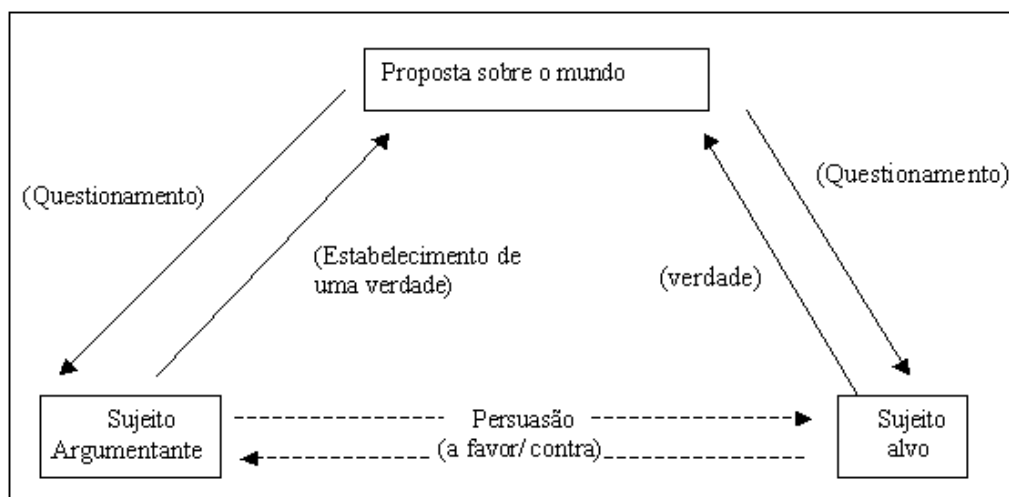 Proposta sobre o mundo
(Questionamento)
(Questionamento)
(Estabelecimento de
uma verdade)
(verdade)
Sujeito
Argumentante
Persuasão
(a favor/ contra)
Sujeito
alvo